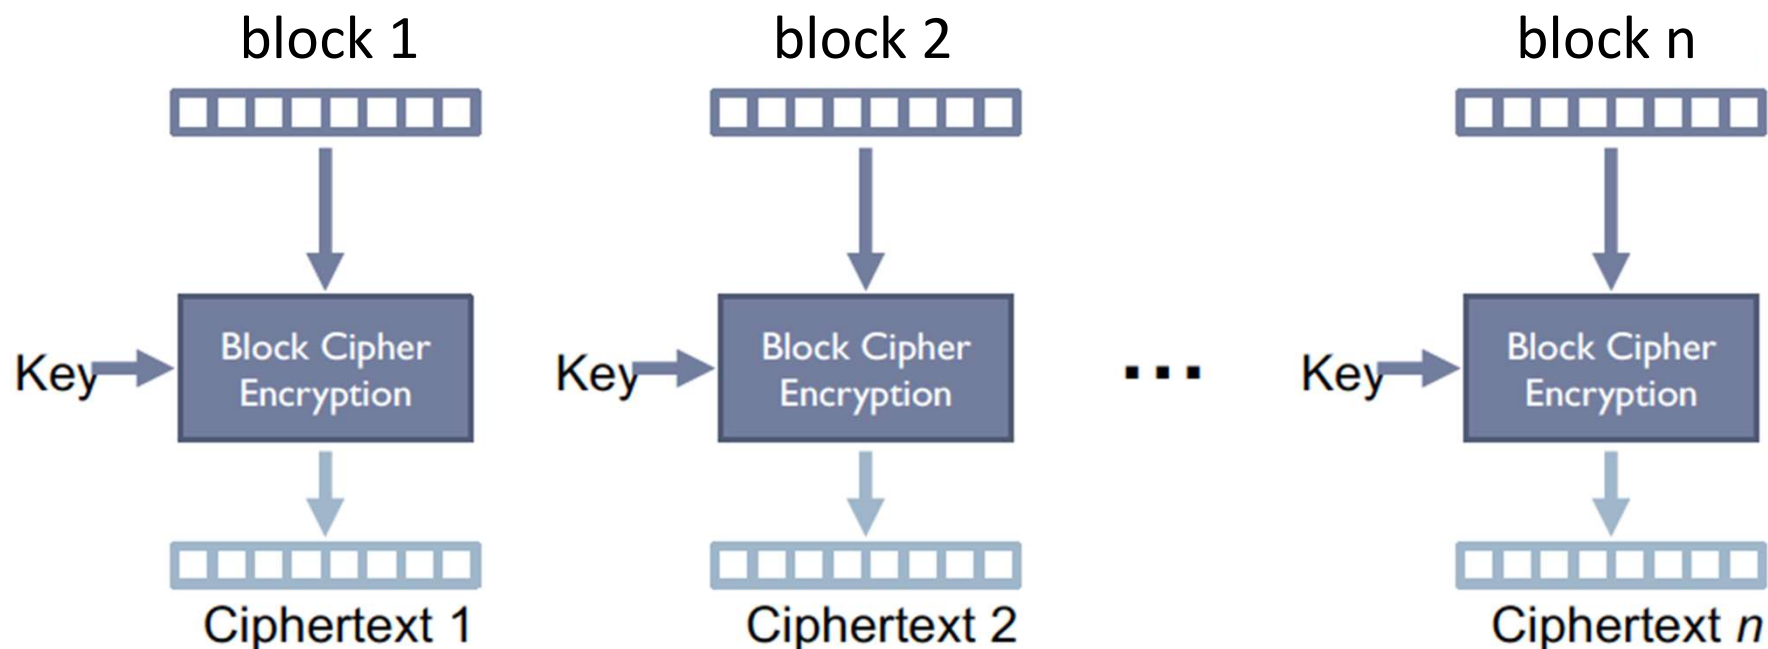 block 1
block 2
block n
Key
Block Cipher
Encryption
Key
Block Cipher
Encryption
...
Key
Block Cipher
Encryption
Ciphertext 1
Ciphertext 2
Ciphertext n